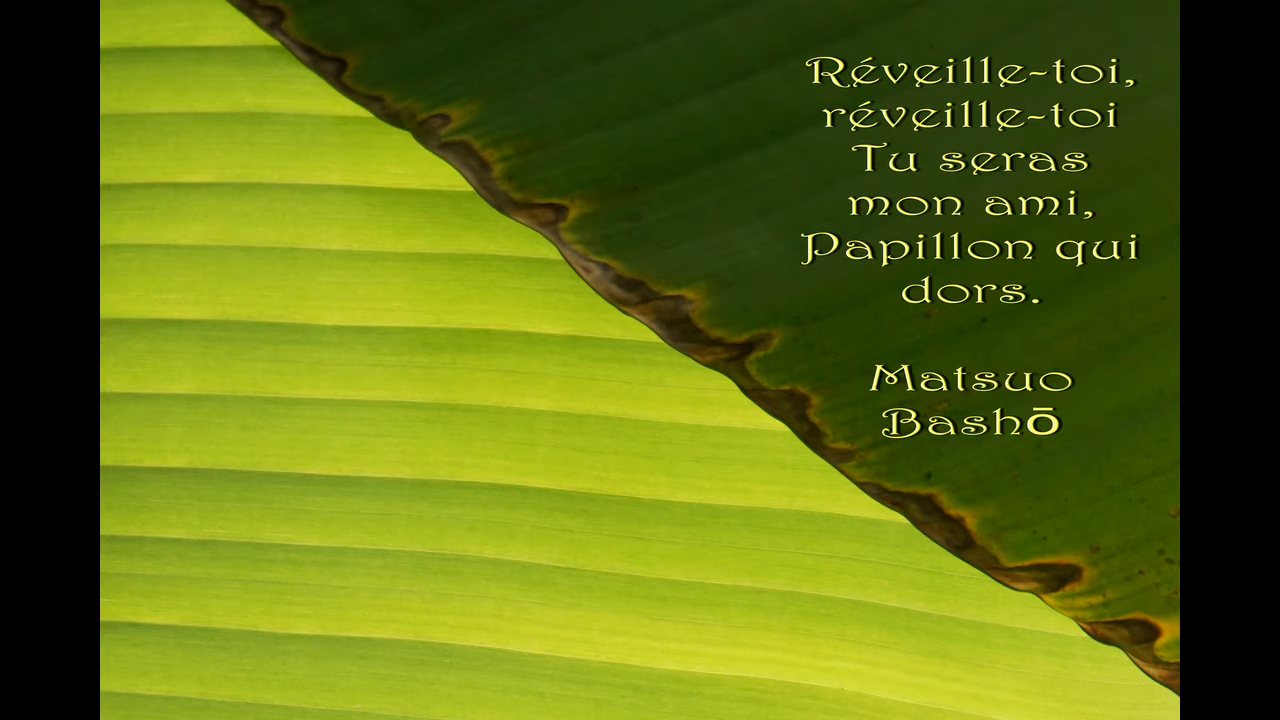 Réveille-toi,
réveille-toi
Tu seras
mon ami,
Papillon qui
dors.
Matsuo
Bashō